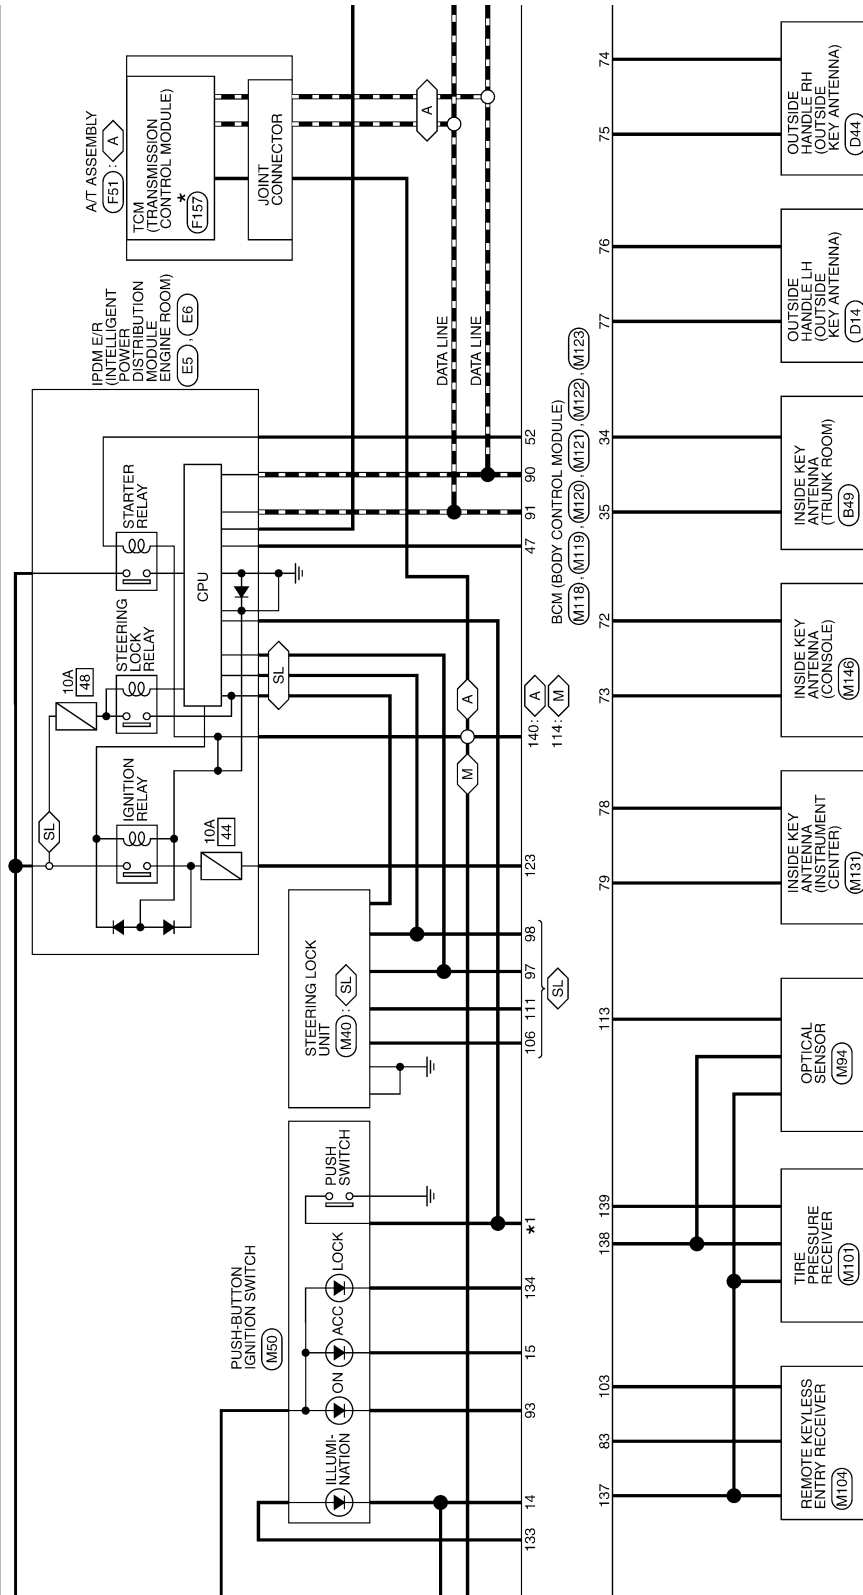 A/T ASSEMBLY
F51 : A
TCM
(TRANSMISSION
CONTROL MODULE)
*
F157
JOINT
CONNECTOR
A
IPDM E/R
(INTELLIGENT
POWER
DISTRIBUTION
MODULE
ENGINE ROOM)
E5 , E6
DATA LINE
DATA LINE
STARTER
RELAY
CPU
STEERING
LOCK
RELAY
10A
48
SL
IGNITION
RELAY
10A
44
SL
A
M
STEERING LOCK
UNIT
M40 : SL
PUSH-BUTTON
IGNITION SWITCH
M50
PUSH
SWITCH
LOCK
ACC
ON
ILLUMI-
NATION
133
14
93
15
134
*1
106
111
97
98
SL
123
140: A
114: M
47
91
90
52
BCM (BODY CONTROL MODULE)
M118 , M119 , M120 , M121 , M122 , M123
137
83
103
138
139
113
79
78
73
72
35
34
77
76
75
74
REMOTE KEYLESS
ENTRY RECEIVER
M104
TIRE
PRESSURE
RECEIVER
M101
OPTICAL
SENSOR
M94
INSIDE KEY
ANTENNA
(INSTRUMENT
CENTER)
M131
INSIDE KEY
ANTENNA
(CONSOLE)
M146
INSIDE KEY
ANTENNA
(TRUNK ROOM)
B49
OUTSIDE
HANDLE LH
(OUTSIDE
KEY ANTENNA)
D14
OUTSIDE
HANDLE RH
(OUTSIDE
KEY ANTENNA)
D44